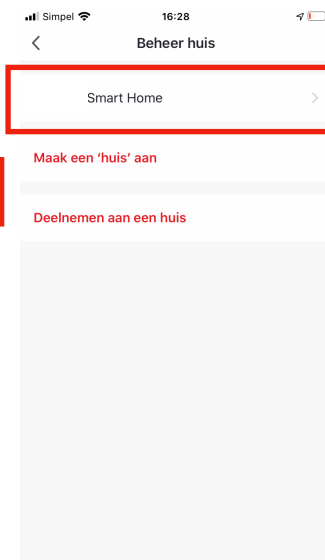 Simpel 16:28
Beheer huis
Smart Home
Maak een ‘huis’ aan
Deelnemen aan een huis